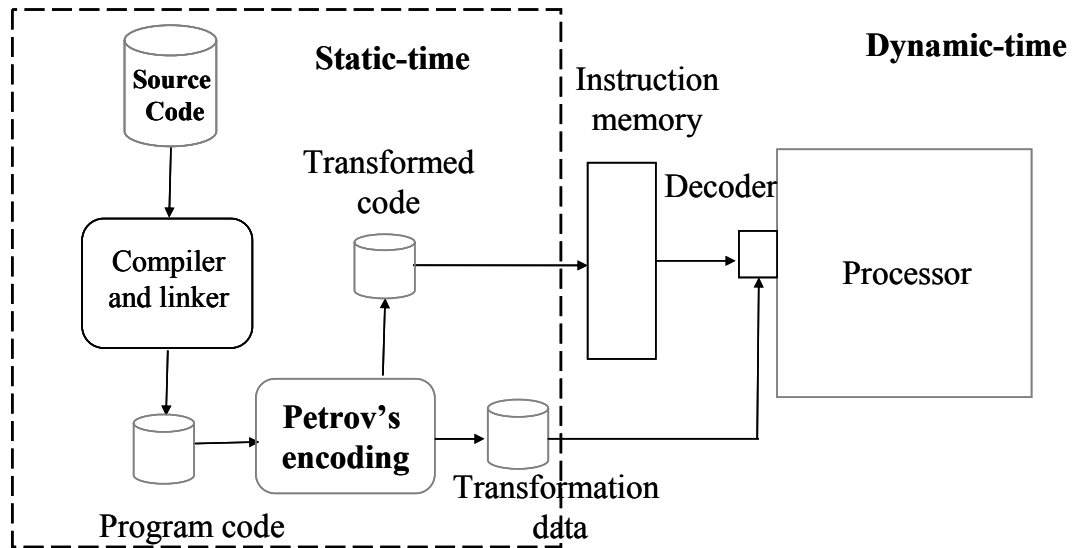 Static-time
Dynamic-time
Source
Code
Instruction
memory
Transformed
code
Decoder
Compiler
and linker
Processor
Petrov’s
encoding
Transformation
data
Program code